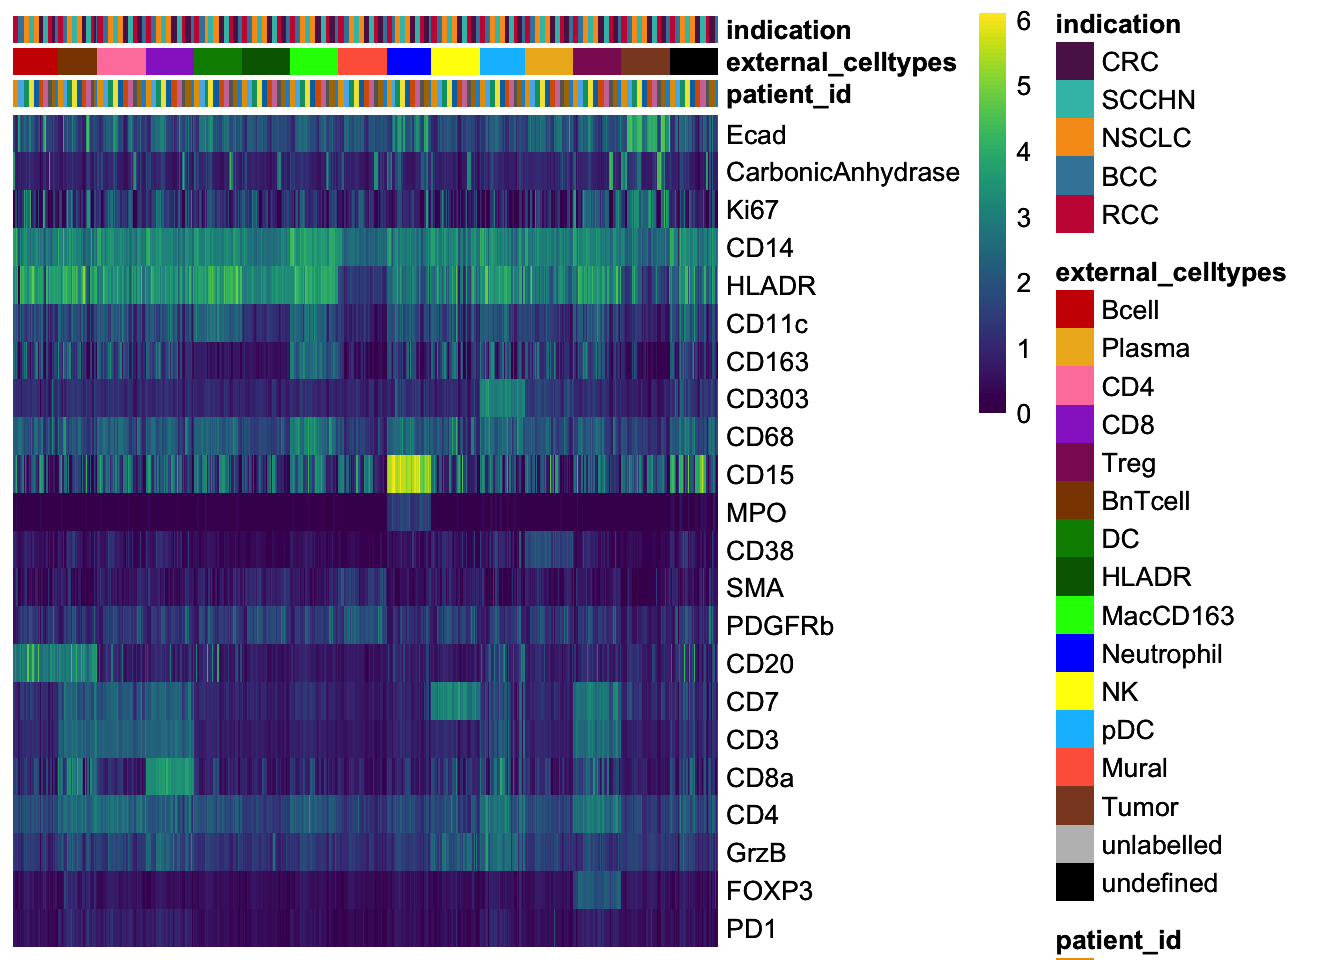 indication
external_celltypes
patient_id
Ecad
CarbonicAnhydrase
Ki67
CD14
HLADR
CD11c
CD163
CD303
CD68
CD15
MPO
CD38
SMA
PDGFRb
CD20
CD7
CD3
CD8a
CD4
GrzB
FOXP3
PD1
6
5
4
3
2
1
0
indication
CRC
SCCHN
NSCLC
BCC
RCC
external_celltypes
Bcell
Plasma
CD4
CD8
Treg
BnTcell
DC
HLADR
MacCD163
Neutrophil
NK
pDC
Mural
Tumor
unlabelled
undefined
patient_id